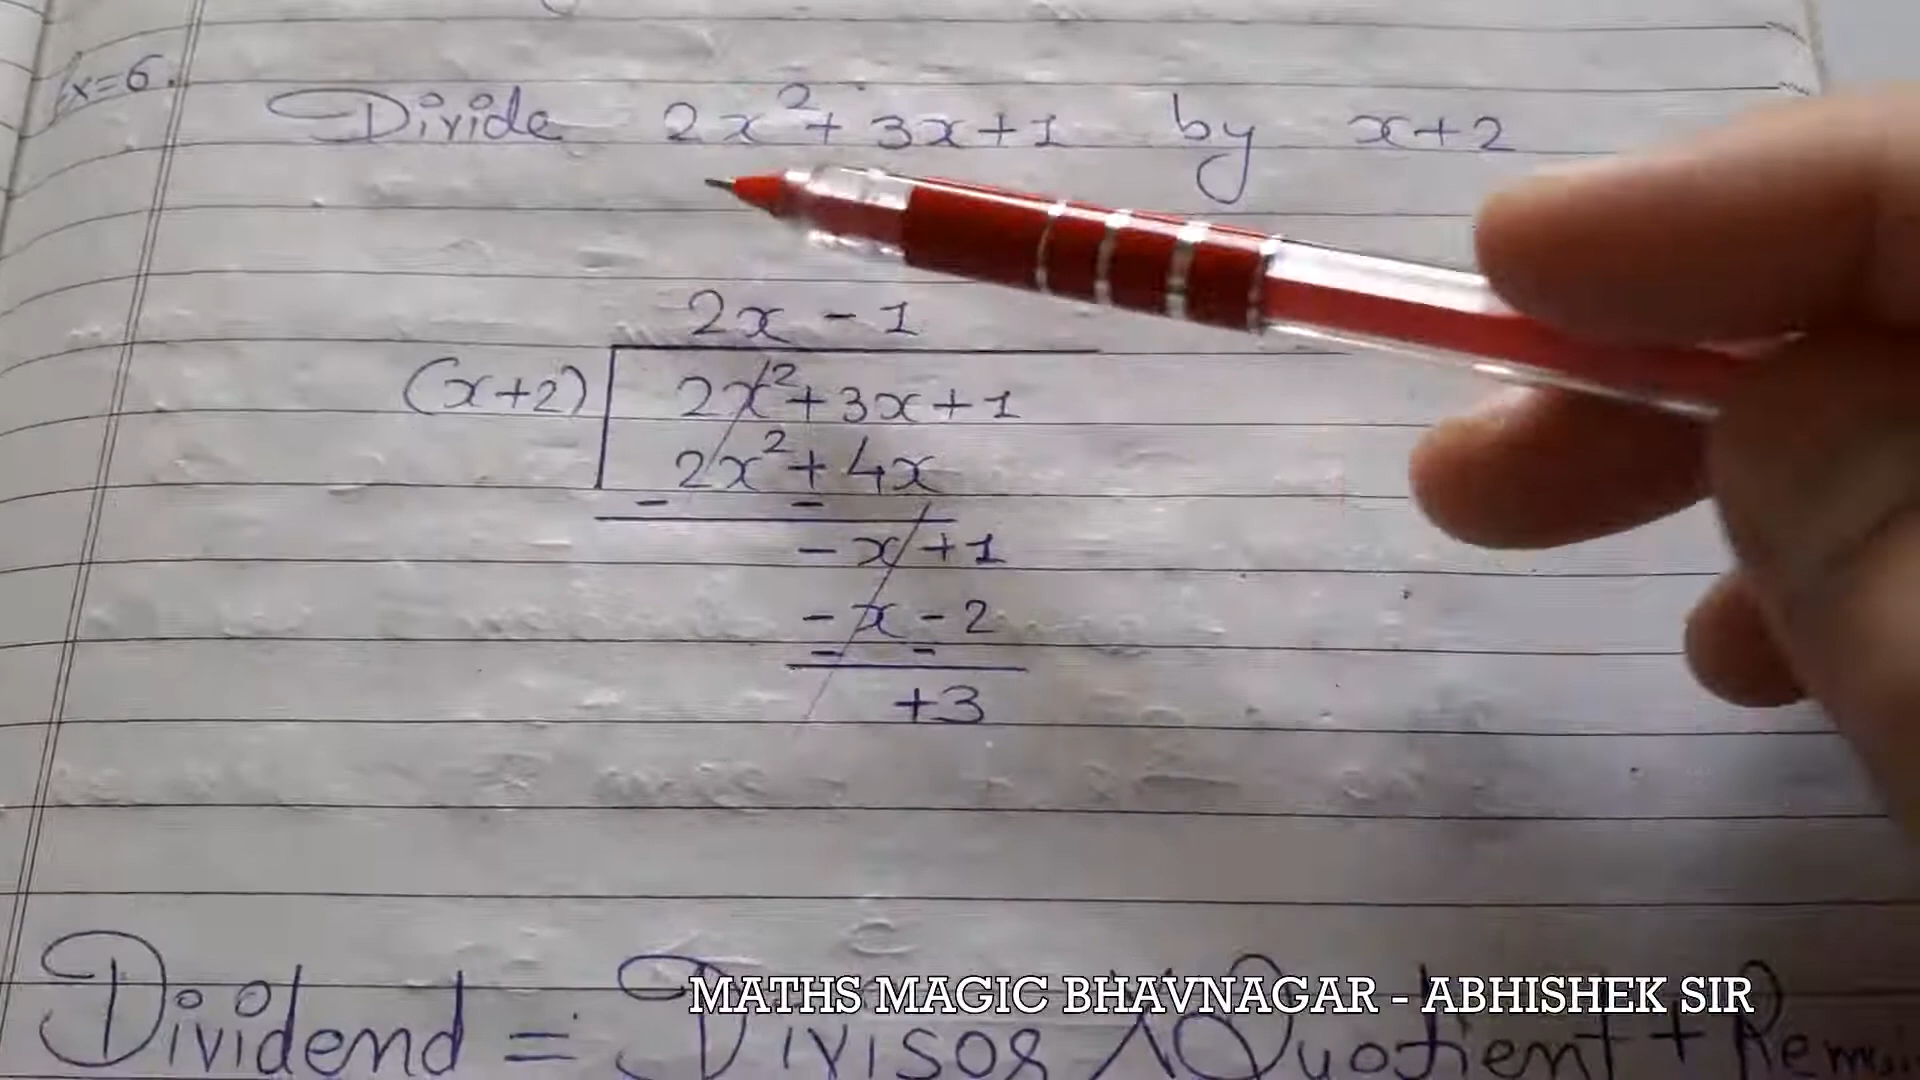 Ex=6.
Divide 2x²+3x+1 by x+2
2x - 1
(x+2) 2x²+3x+1
2x²+4x
- -
-x+1
-x-2
- -
+3
Dividend = Divisor X Quotient + Rem
MATHS MAGIC BHAVNAGAR - ABHISHEK SIR